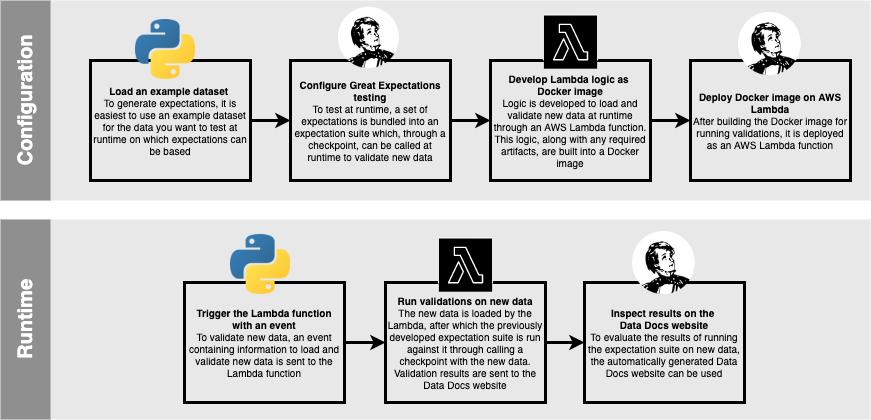 Configuration
Load an example dataset
To generate expectations, it is
easiest to use an example dataset
for the data you want to test at
runtime on which expectations can
be based
Configure Great Expectations
testing
To test at runtime, a set of
expectations is bundled into an
expectation suite which, through a
checkpoint, can be called at
runtime to validate new data
Develop Lambda logic as
Docker image
Logic is developed to load and
validate new data at runtime
through an AWS Lambda function.
This logic, along with any required
artifacts, are built into a Docker
image
Deploy Docker image on AWS
Lambda
After building the Docker image for
running validations, it is deployed
as an AWS Lambda function
Runtime
Trigger the Lambda function
with an event
To validate new data, an event
containing information to load and
validate new data is sent to the
Lambda function
Run validations on new data
The new data is loaded by the
Lambda, after which the previously
developed expectation suite is run
against it through calling a
checkpoint with the new data.
Validation results are sent to the
Data Docs website
Inspect results on the
Data Docs website
To evaluate the results of running
the expectation suite on new data,
the automatically generated Data
Docs website can be used